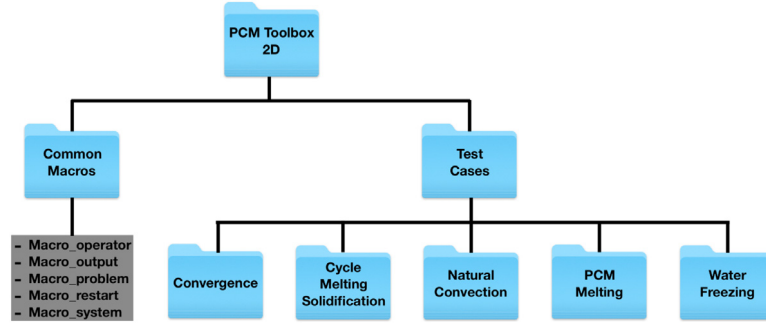 PCM Toolbox
2D
Common
Macros
Test
Cases
- Macro_operator
- Macro_output
- Macro_problem
- Macro_restart
- Macro_system
Convergence
Cycle
Melting
Solidification
Natural
Convection
PCM
Melting
Water
Freezing